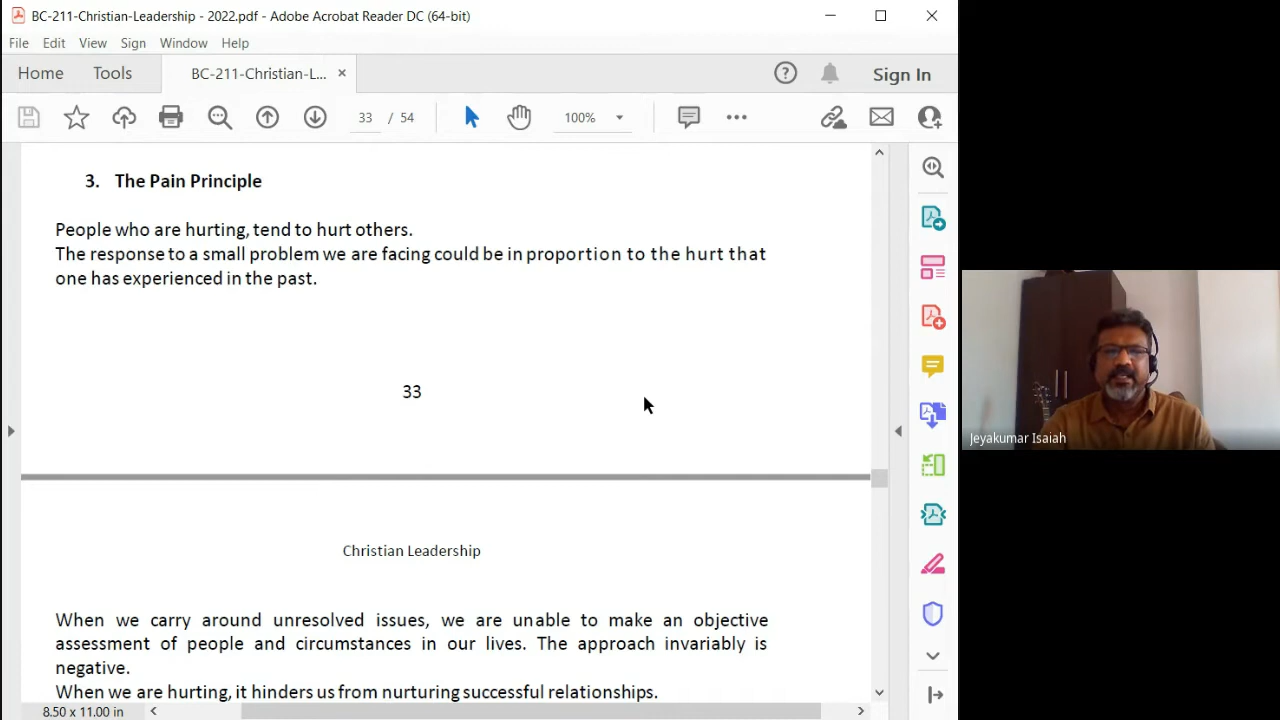 BC-211-Christian-Leadership - 2022.pdf - Adobe Acrobat Reader DC (64-bit)
File Edit View Sign Window Help
Home Tools BC-211-Christian-L... × Sign In
33 / 54 100%
3. The Pain Principle
People who are hurting, tend to hurt others.
The response to a small problem we are facing could be in proportion to the hurt that
one has experienced in the past.
33
Jeyakumar Isaiah
Christian Leadership
When we carry around unresolved issues, we are unable to make an objective
assessment of people and circumstances in our lives. The approach invariably is
negative.
When we are hurting, it hinders us from nurturing successful relationships.
8.50 x 11.00 in